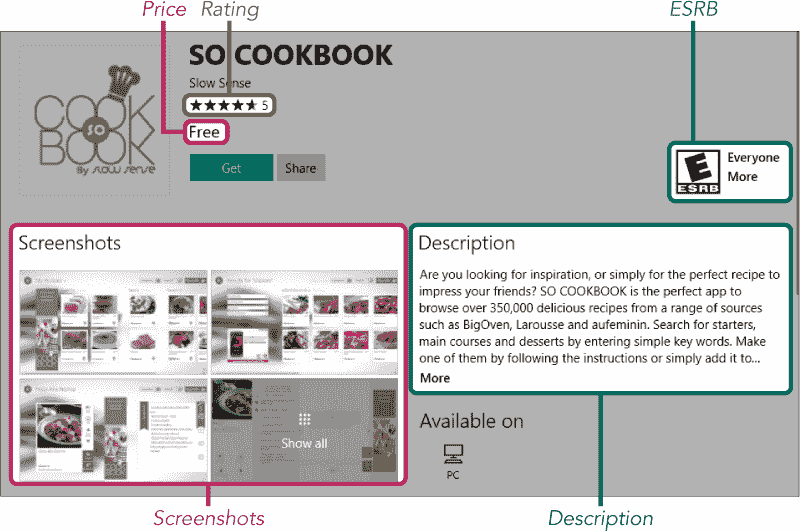 Price Rating ESRB
SO COOKBOOK
Slow Sense
5
Free
Get Share
COOK
SO
BOOK
By slow sense
E
ESRB
Everyone
More
Screenshots
Show all
Description
Are you looking for inspiration, or simply for the perfect recipe to
impress your friends? SO COOKBOOK is the perfect app to
browse over 350,000 delicious recipes from a range of sources
such as BigOven, Larousse and aufeminin. Search for starters,
main courses and desserts by entering simple key words. Make
one of them by following the instructions or simply add it to...
More
Available on
PC
Screenshots Description